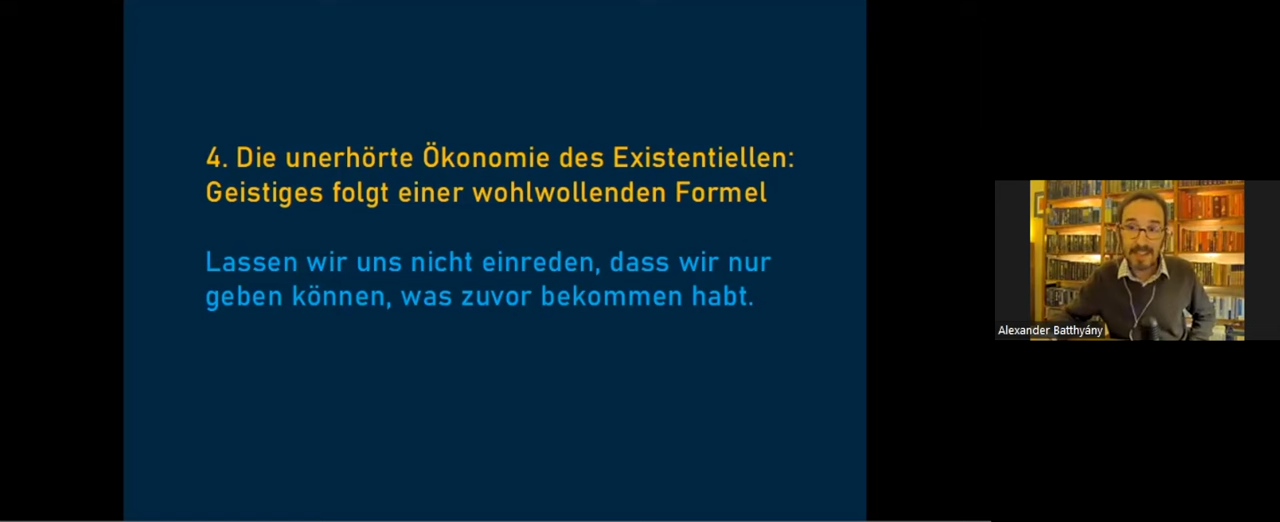 4. Die unerhörte Ökonomie des Existentiellen:
Geistiges folgt einer wohlwollenden Formel
Lassen wir uns nicht einreden, dass wir nur
geben können, was zuvor bekommen habt.
Alexander Batthyány